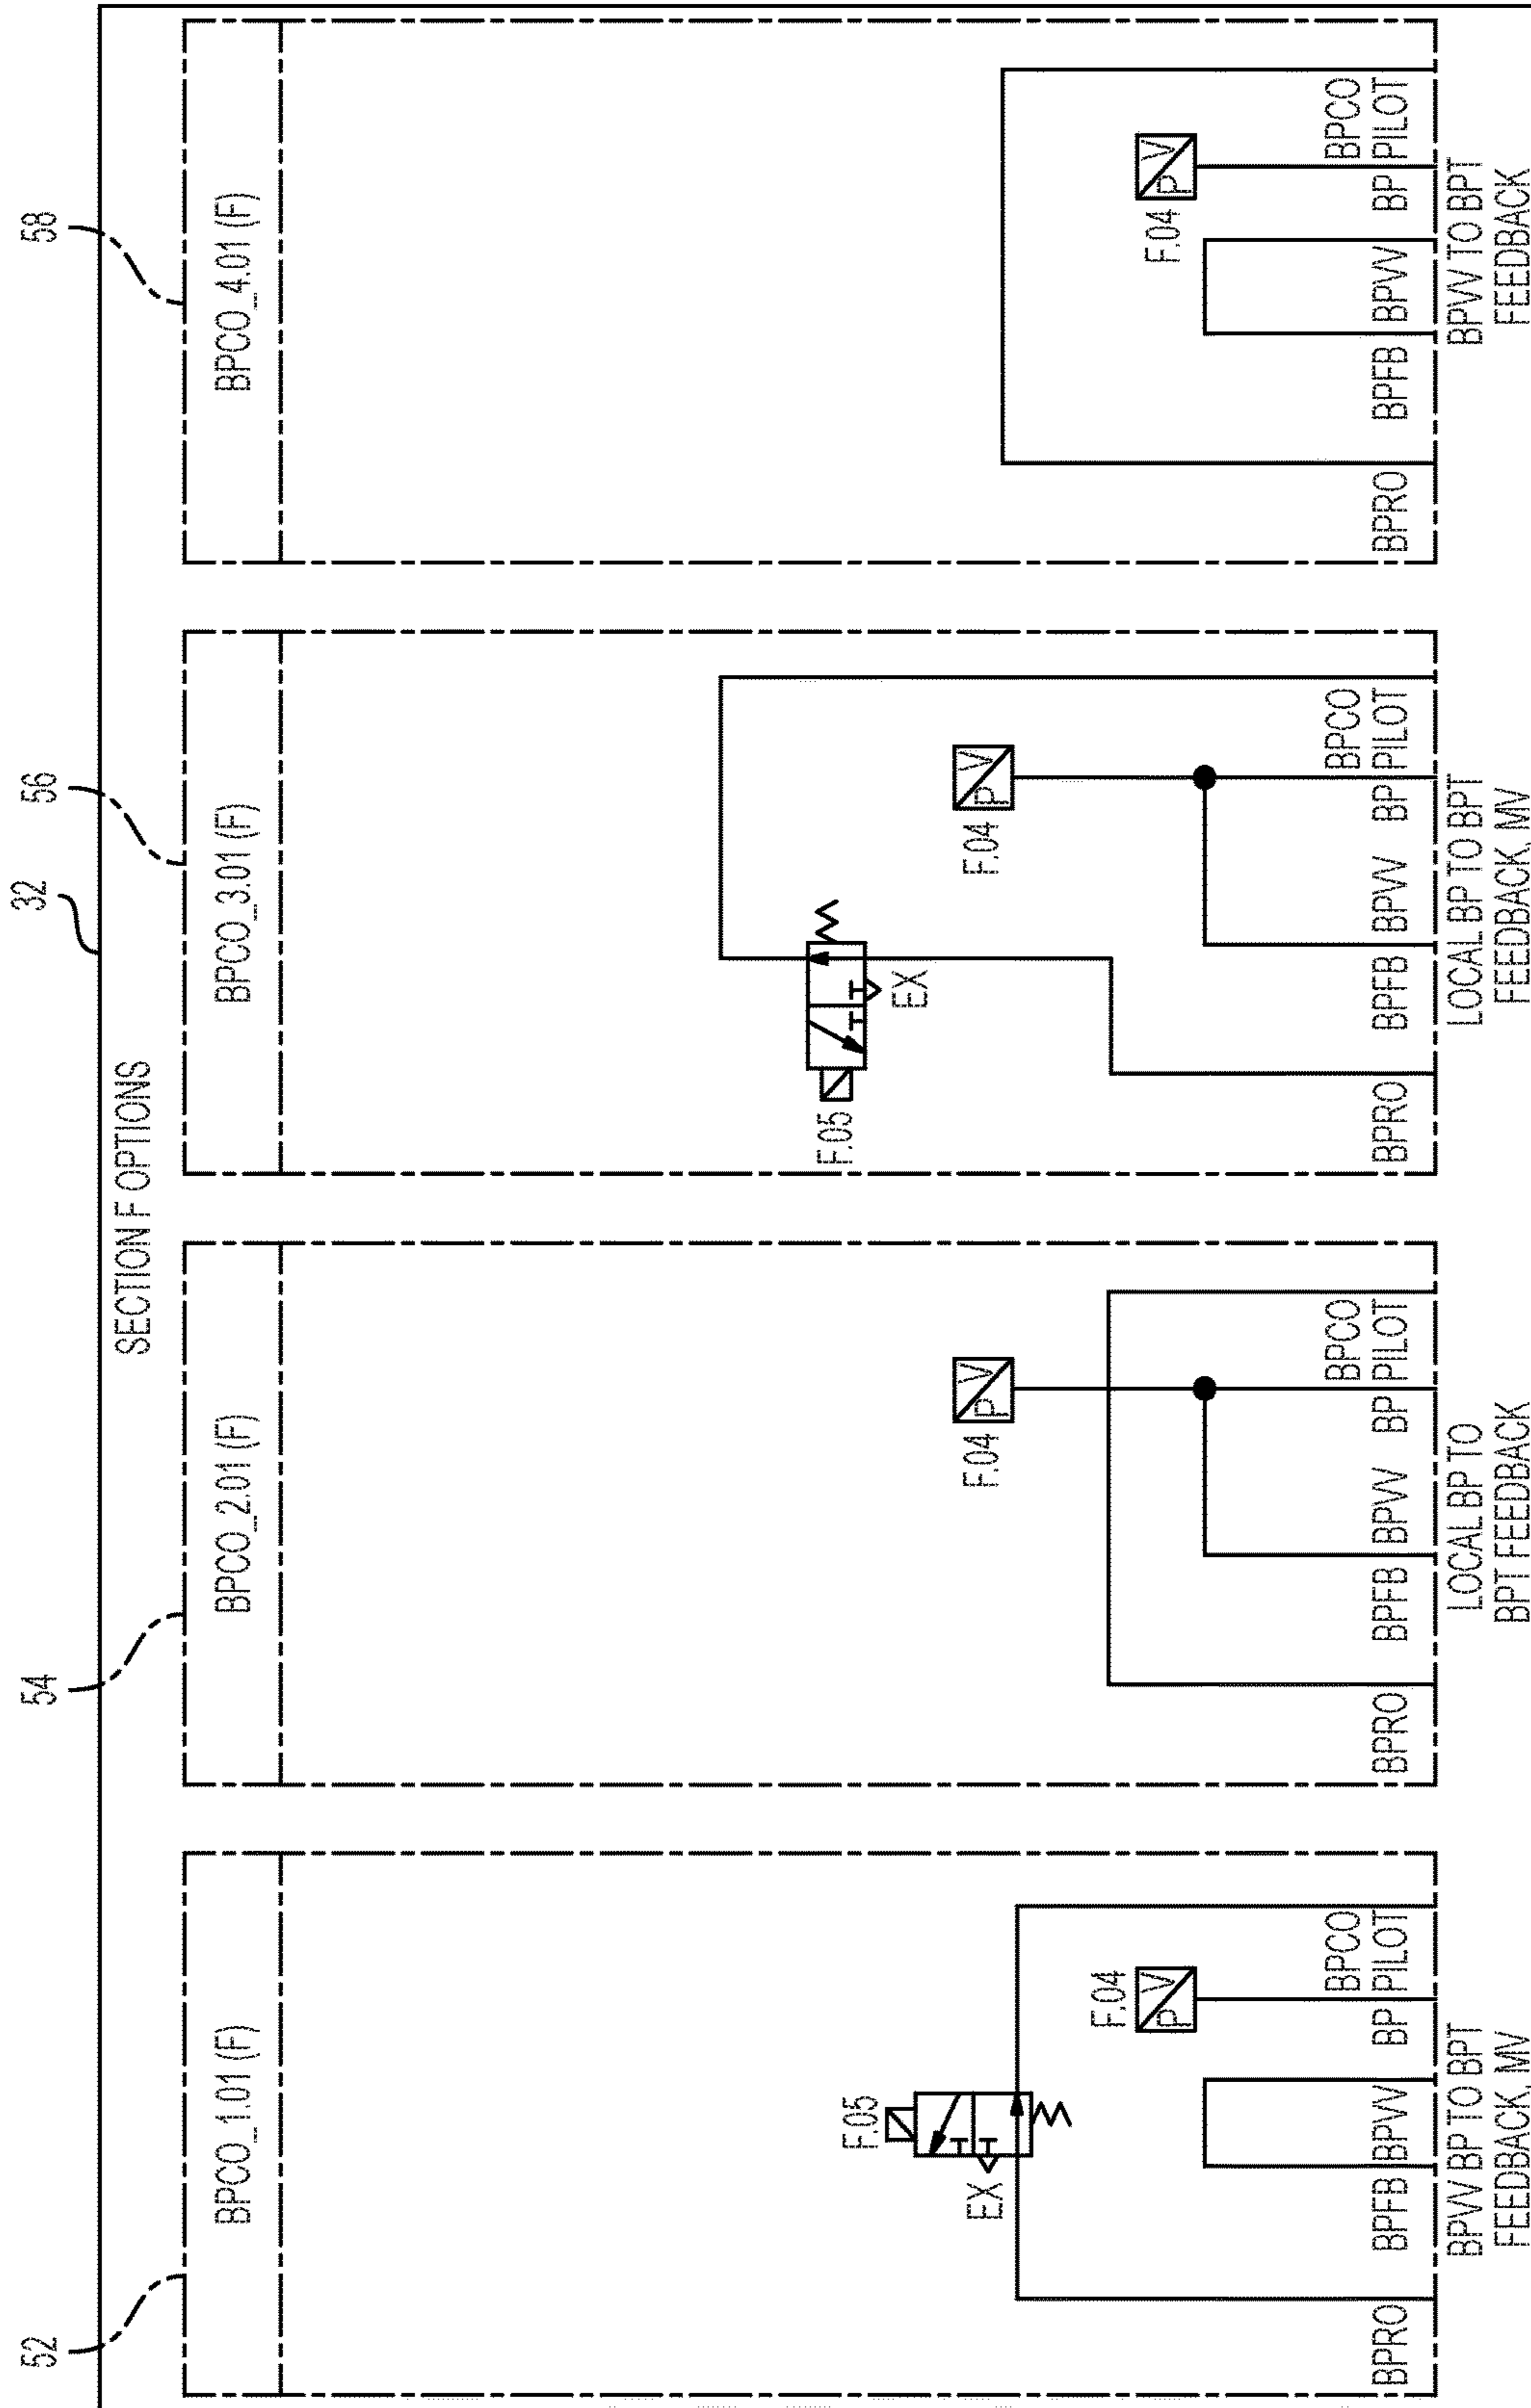 32
SECTION F OPTIONS
52
BPCO_1.01 (F)
F.05
EX
F.04
P V
BPCO
BPRO BPFB BPVV BP PILOT
BPVV BP TO BPT
FEEDBACK, MV
54
BPCO_2.01 (F)
F.04
P V
BPCO
BPRO BPFB BPVV BP PILOT
LOCAL BP TO
BPT FEEDBACK
56
BPCO_3.01 (F)
F.05
EX
F.04
P V
BPCO
BPRO BPFB BPVV BP PILOT
LOCAL BP TO BPT
FEEDBACK, MV
58
BPCO_4.01 (F)
F.04
P V
BPCO
BPRO BPFB BPVV BP PILOT
BPVV TO BPT
FEEDBACK